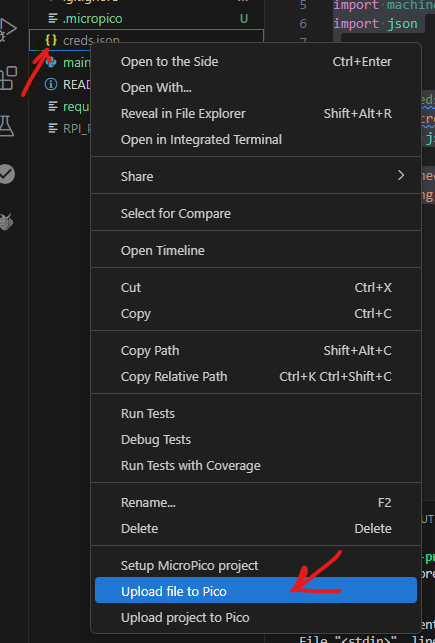 5 import machine
.micropico U
6 import json
{} creds.json
7
main
READ
requ
RPI_P
Open to the Side Ctrl+Enter
Open With...
Reveal in File Explorer Shift+Alt+R
Open in Integrated Terminal
Share
Select for Compare
Open Timeline
Cut Ctrl+X
Copy Ctrl+C
Copy Path Shift+Alt+C
Copy Relative Path Ctrl+K Ctrl+Shift+C
Run Tests
Debug Tests
Run Tests with Coverage
Rename... F2
Delete Delete
Setup MicroPico project
Upload file to Pico
Upload project to Pico
File "<stdin>", line